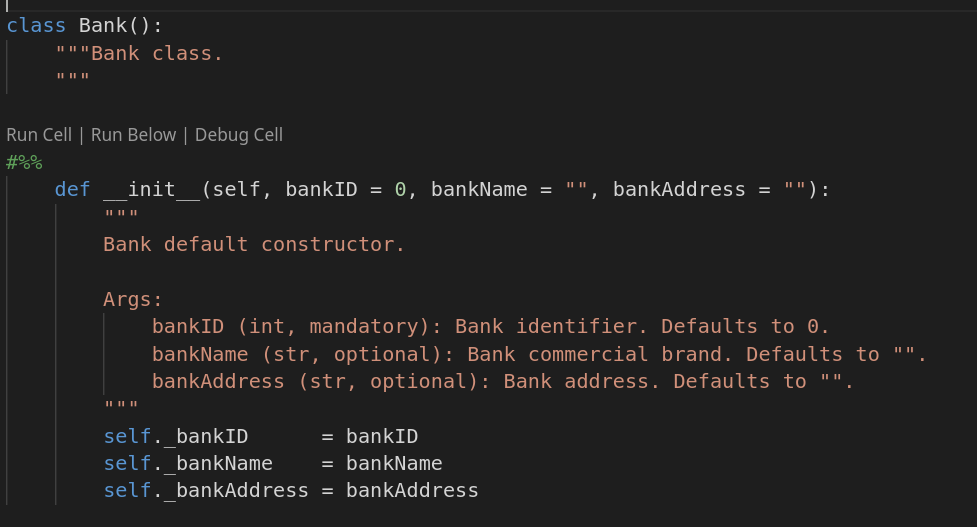 class Bank():
    """Bank class.
    """
Run Cell | Run Below | Debug Cell
#%%
    def __init__(self, bankID = 0, bankName = "", bankAddress = ""):
        """
        Bank default constructor.

        Args:
            bankID (int, mandatory): Bank identifier. Defaults to 0.
            bankName (str, optional): Bank commercial brand. Defaults to "".
            bankAddress (str, optional): Bank address. Defaults to "".
        """
        self._bankID      = bankID
        self._bankName    = bankName
        self._bankAddress = bankAddress